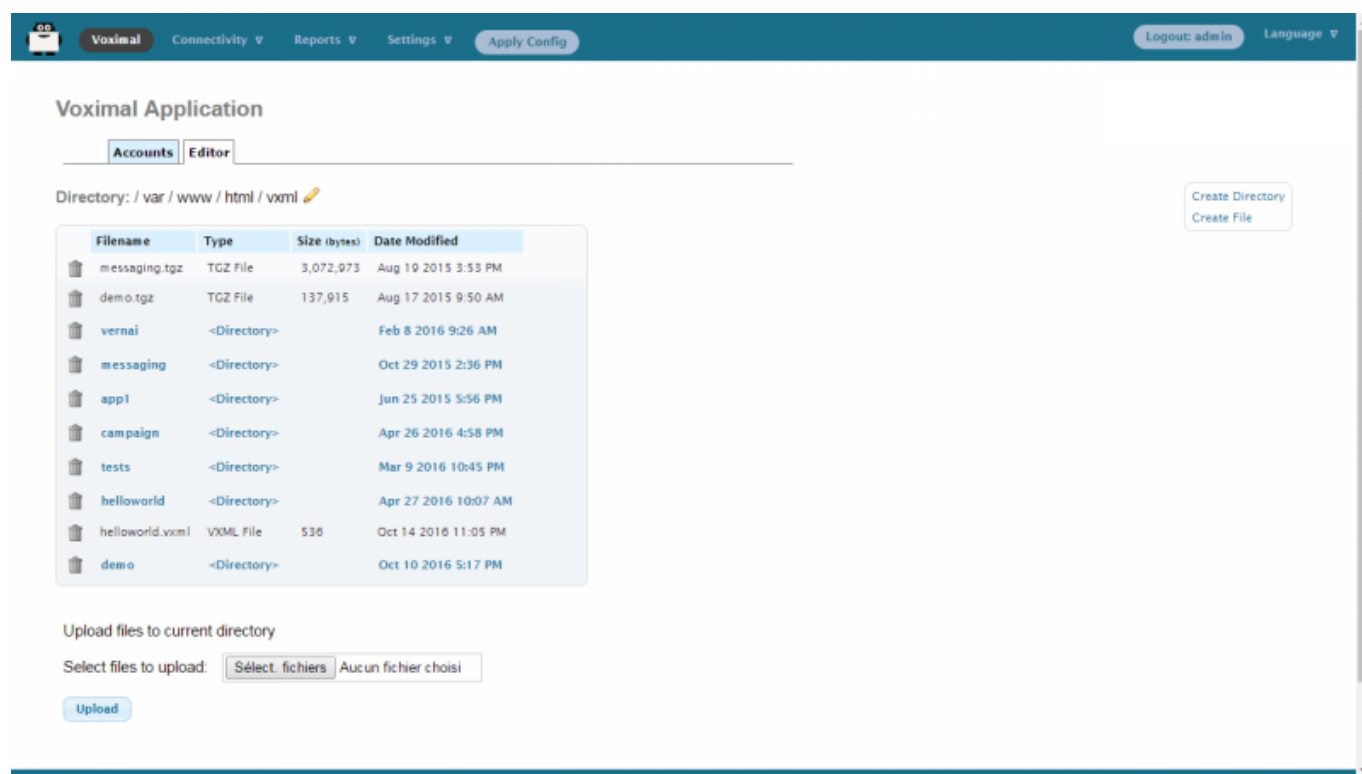 Voximal Connectivity ∇ Reports ∇ Settings ∇ Apply Config Logout: admin Language ∇
Voximal Application
Accounts Editor
Directory: / var / www / html / vxml
Create Directory
Create File
Filename Type Size (bytes) Date Modified
messaging.tgz TGZ File 3,072,973 Aug 19 2015 3:53 PM
demo.tgz TGZ File 137,915 Aug 17 2015 9:50 AM
vernai <Directory> Feb 8 2016 9:26 AM
messaging <Directory> Oct 29 2015 2:36 PM
app1 <Directory> Jun 25 2015 5:56 PM
campaign <Directory> Apr 26 2016 4:58 PM
tests <Directory> Mar 9 2016 10:45 PM
helloworld <Directory> Apr 27 2016 10:07 AM
helloworld.vxml VXML File 536 Oct 14 2016 11:05 PM
demo <Directory> Oct 10 2016 5:17 PM
Upload files to current directory
Select files to upload: Sélect. fichiers Aucun fichier choisi
Upload